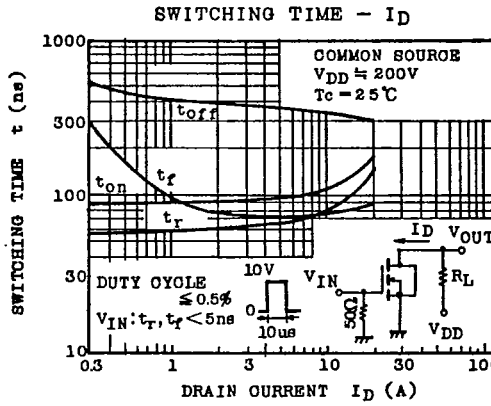 SWITCHING TIME – ID
SWITCHING TIME t (ns)
1000
300
100
30
10
COMMON SOURCE
VDD ≒ 200V
Tc = 25℃
toff
ton
tf
tr
DUTY CYCLE
≦ 0.5%
VIN : tr, tf < 5ns
10V
0
10us
VIN
50Ω
ID
VOUT
RL
VDD
0.3
1
3
10
30
100
DRAIN CURRENT ID (A)